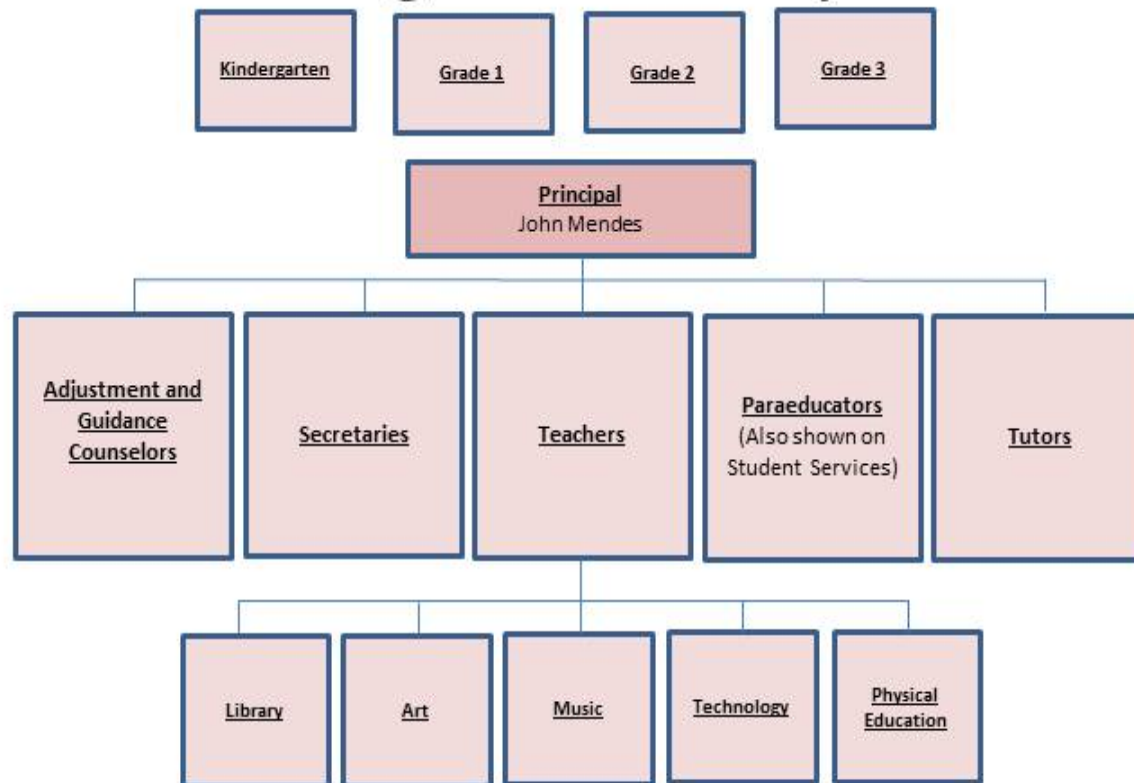 Kindergarten
Grade 1
Grade 2
Grade 3
Principal
John Mendes
Adjustment and
Guidance
Counselors
Secretaries
Teachers
Paraeducators
(Also shown on
Student Services)
Tutors
Library
Art
Music
Technology
Physical
Education